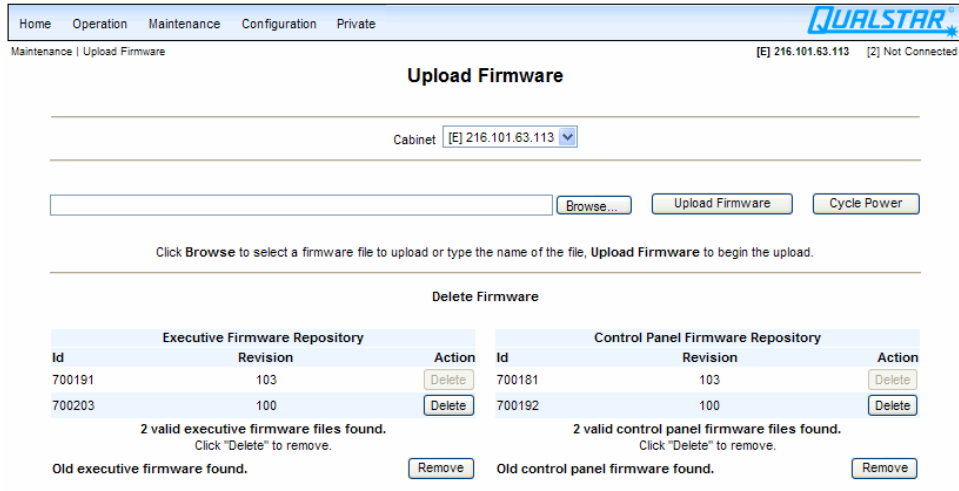 Home Operation Maintenance Configuration Private QUALSTAR
Maintenance | Upload Firmware [E] 216.101.63.113 [2] Not Connected
Upload Firmware
Cabinet [E] 216.101.63.113
Browse... Upload Firmware Cycle Power
Click Browse to select a firmware file to upload or type the name of the file, Upload Firmware to begin the upload.
Delete Firmware
Executive Firmware Repository Control Panel Firmware Repository
Id Revision Action Id Revision Action
700191 103 Delete 700181 103 Delete
700203 100 Delete 700192 100 Delete
2 valid executive firmware files found. 2 valid control panel firmware files found.
Click "Delete" to remove. Click "Delete" to remove.
Old executive firmware found. Remove Old control panel firmware found. Remove